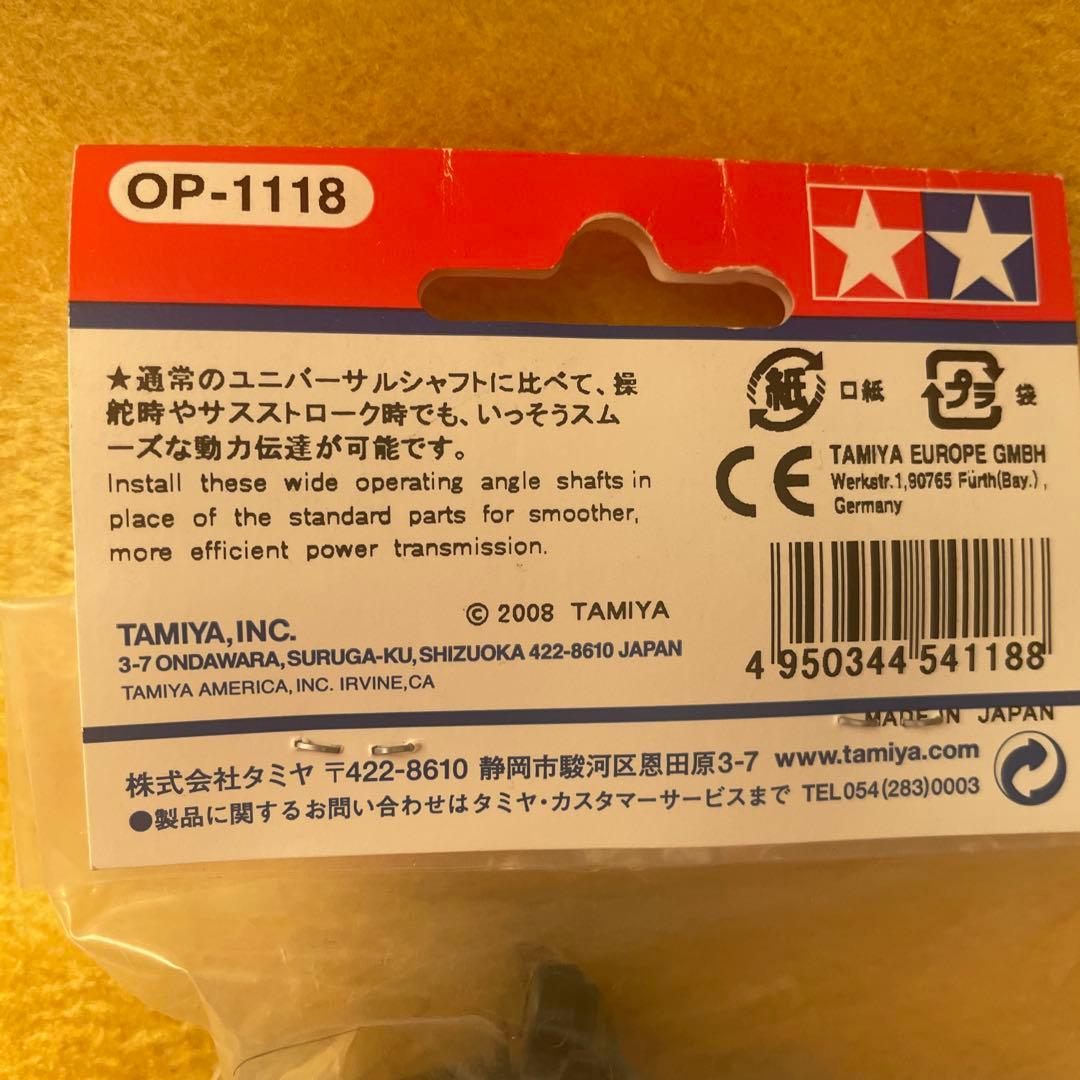 OP-1118
★通常のユニバーサルシャフトに比べて、操
舵時やサスストローク時でも、いっそうスム
ーズな動力伝達が可能です。
Install these wide operating angle shafts in
place of the standard parts for smoother,
more efficient power transmission.
© 2008 TAMIYA
TAMIYA, INC.
3-7 ONDAWARA, SURUGA-KU, SHIZUOKA 422-8610 JAPAN
TAMIYA AMERICA, INC. IRVINE, CA
紙 口紙
プラ 袋
CE
TAMIYA EUROPE GMBH
Werkstr.1,90765 Fürth(Bay.),
Germany
4 950344 541188
MADE IN JAPAN
株式会社タミヤ 〒422-8610 静岡市駿河区恩田原3-7 www.tamiya.com
●製品に関するお問い合わせはタミヤ・カスタマーサービスまで TEL054(283)0003